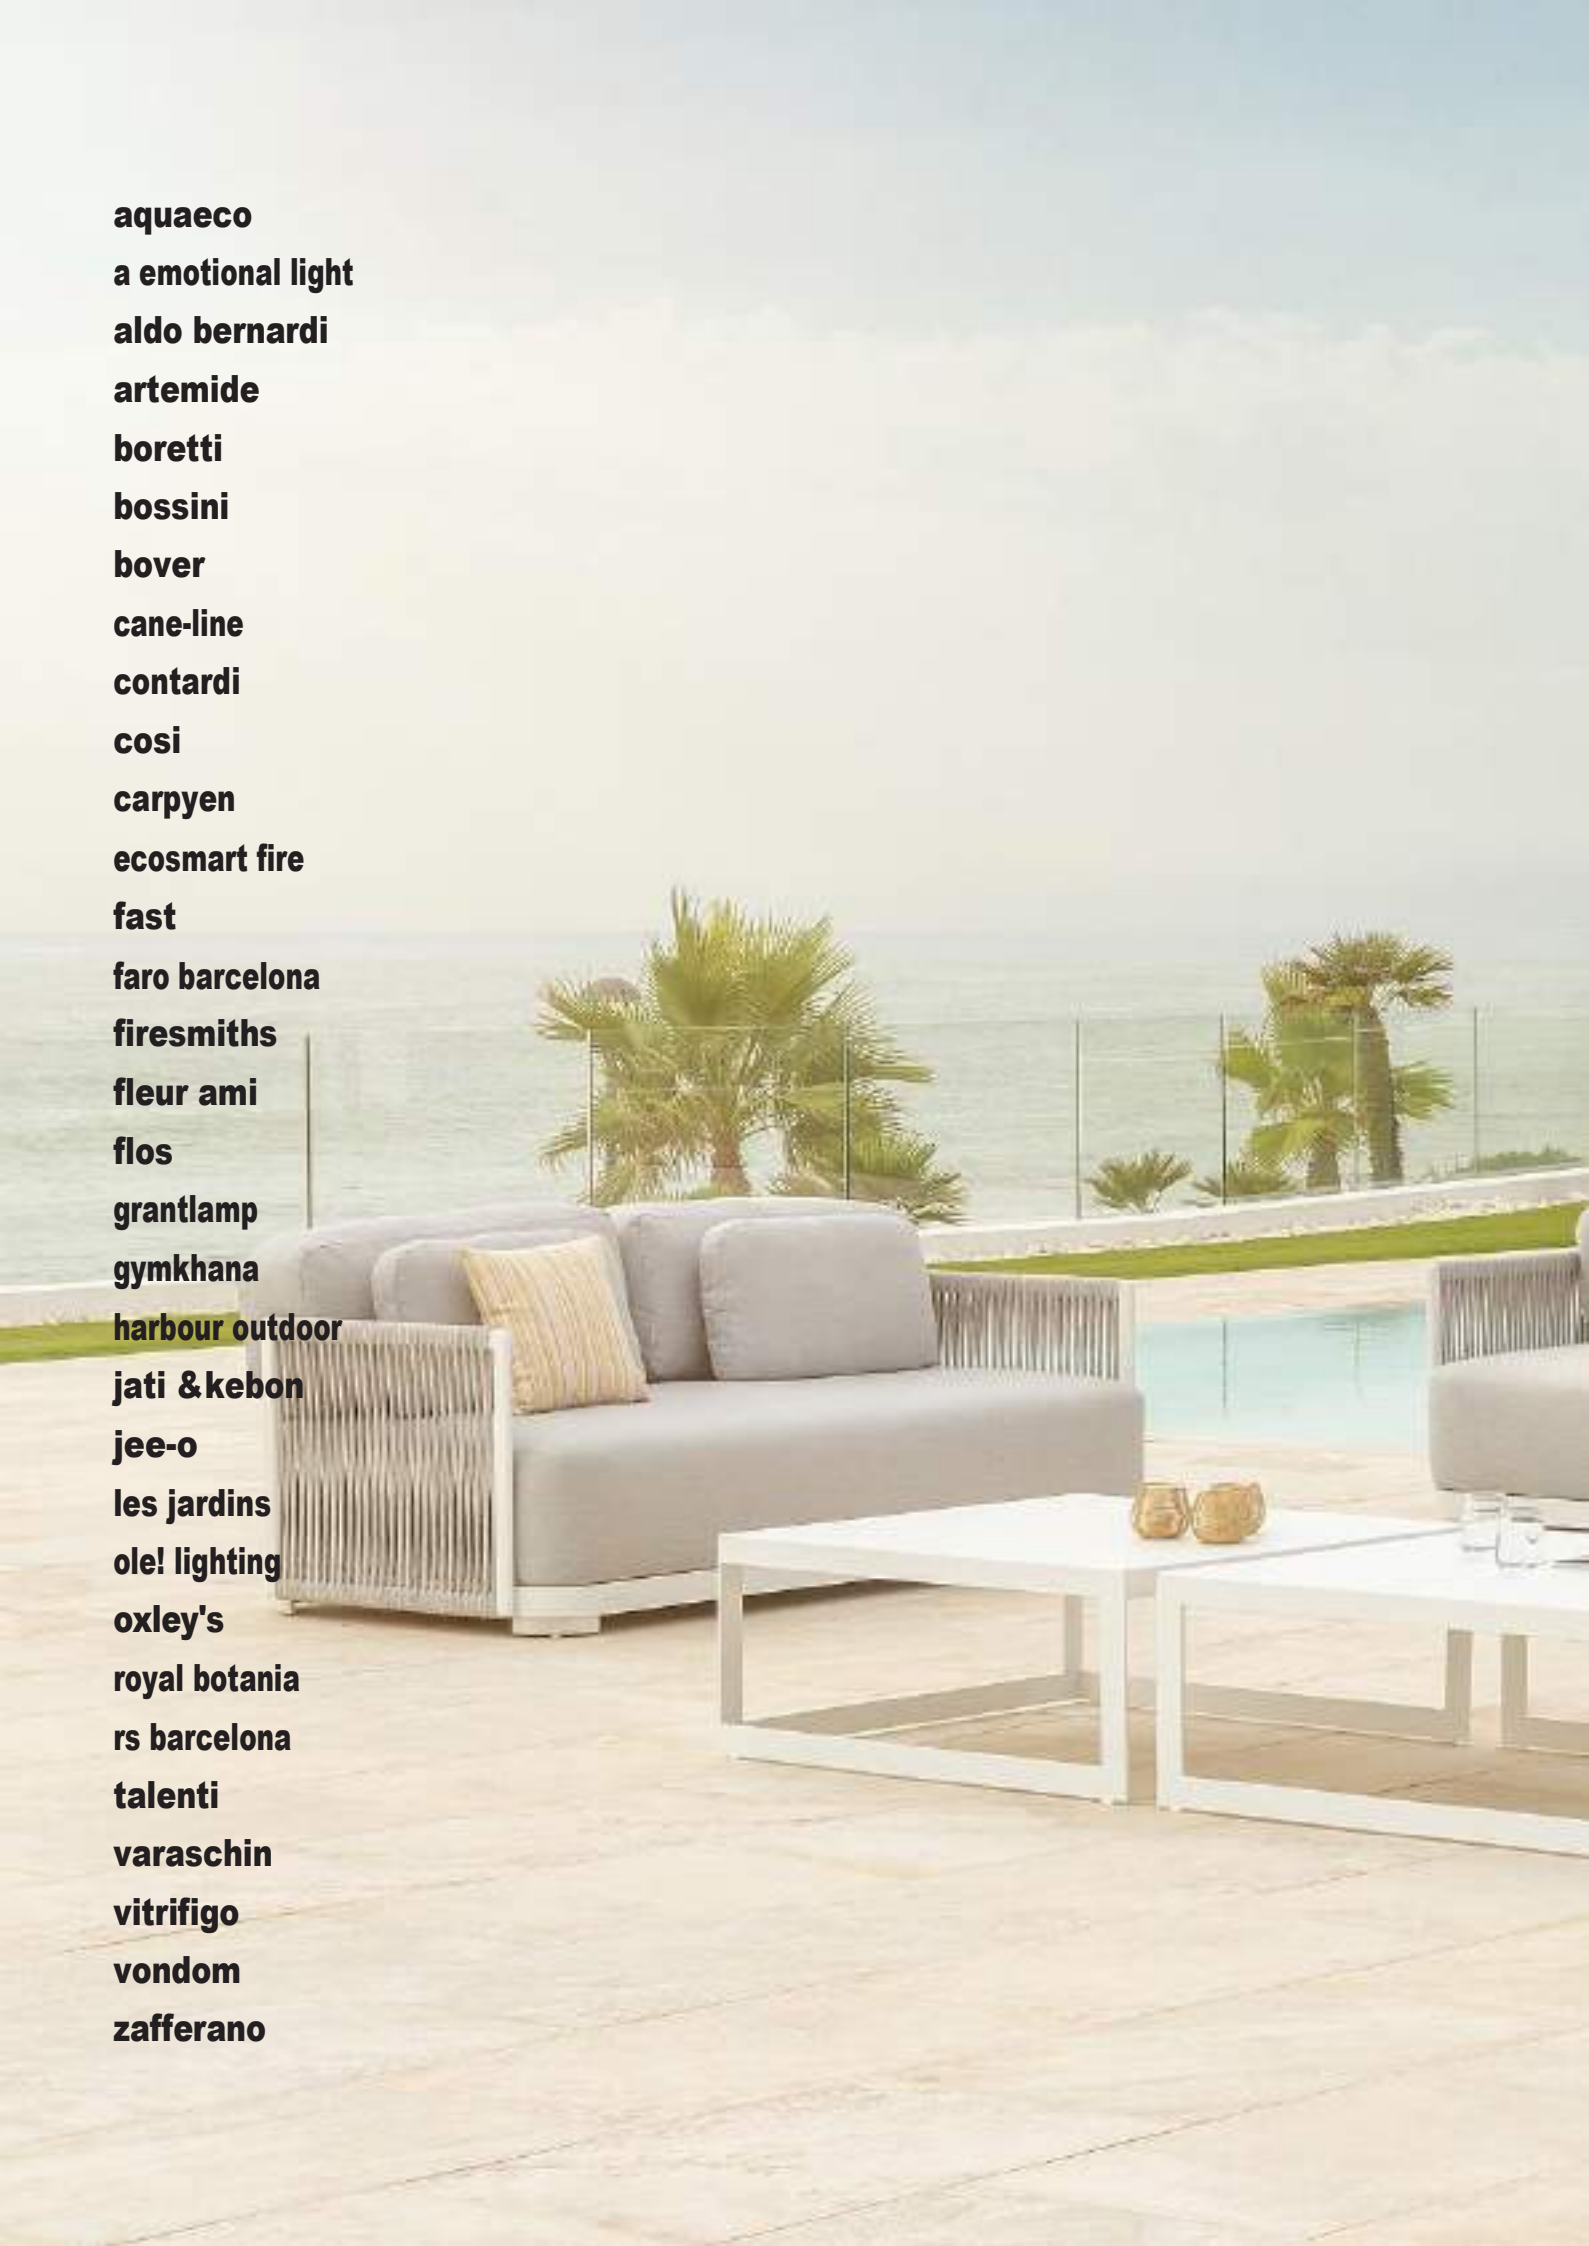 aquaeco
a emotional light
aldo bernardi
artemide
boretti
bossini
bover
cane-line
contardi
cosi
carpyen
ecosmart fire
fast
faro barcelona
firesmiths
fleur ami
flos
grantlamp
gymkhana
harbour outdoor
jati &kebon
jee-o
les jardins
ole! lighting
oxley's
royal botania
rs barcelona
talenti
varaschin
vitrifigo
vondom
zafferano